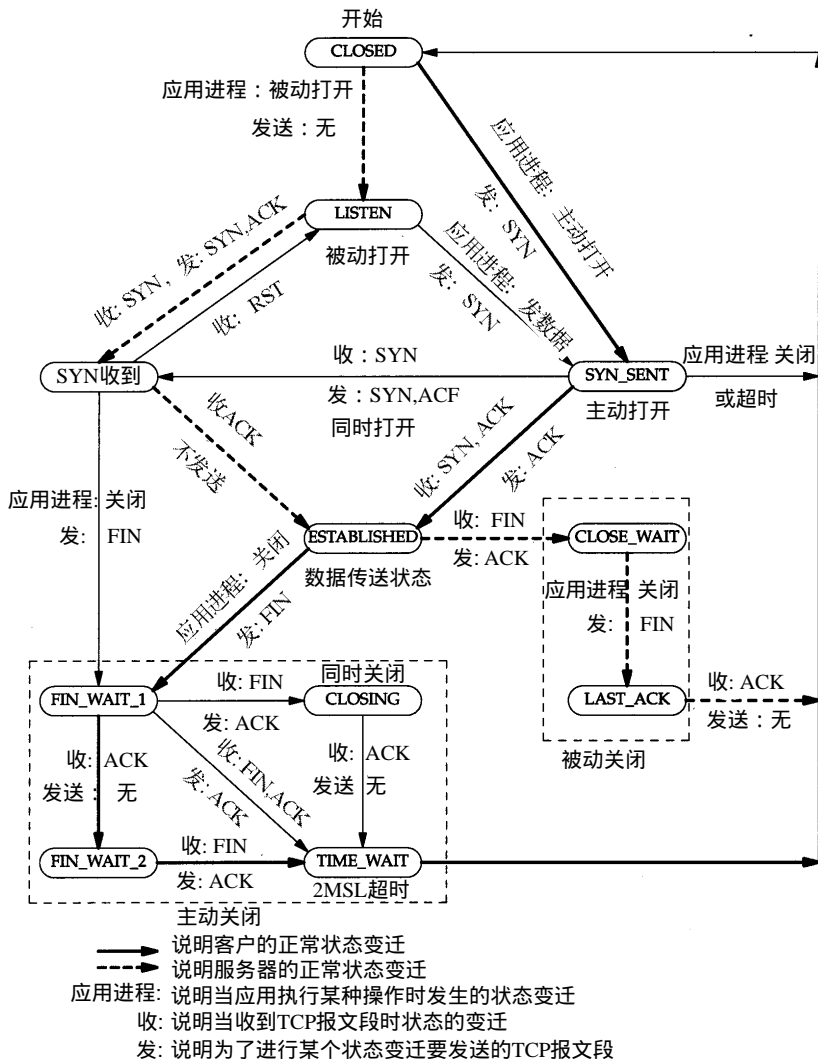 开始
CLOSED
应用进程：被动打开
发送：无
应用进程: 主动打开
发: SYN
LISTEN
被动打开
收: SYN, 发: SYN,ACK
收: RST
应用进程: 发数据
发: SYN
SYN收到
收：SYN
发：SYN,ACF
同时打开
SYN_SENT
主动打开
应用进程: 关闭
或超时
收ACK
不发送
收: SYN, ACK
发: ACK
应用进程: 关闭
发: FIN
ESTABLISHED
数据传送状态
收: FIN
发: ACK
CLOSE_WAIT
应用进程: 关闭
发: FIN
LAST_ACK
收: ACK
发送：无
被动关闭
应用进程: 关闭
发: FIN
FIN_WAIT_1
收: FIN
发: ACK
同时关闭
CLOSING
收: ACK
发送： 无
收: FIN,ACK
发: ACK
收: ACK
发送 无
FIN_WAIT_2
收: FIN
发: ACK
TIME_WAIT
2MSL超时
主动关闭
说明客户的正常状态变迁
说明服务器的正常状态变迁
应用进程: 说明当应用执行某种操作时发生的状态变迁
收: 说明当收到TCP报文段时状态的变迁
发: 说明为了进行某个状态变迁要发送的TCP报文段